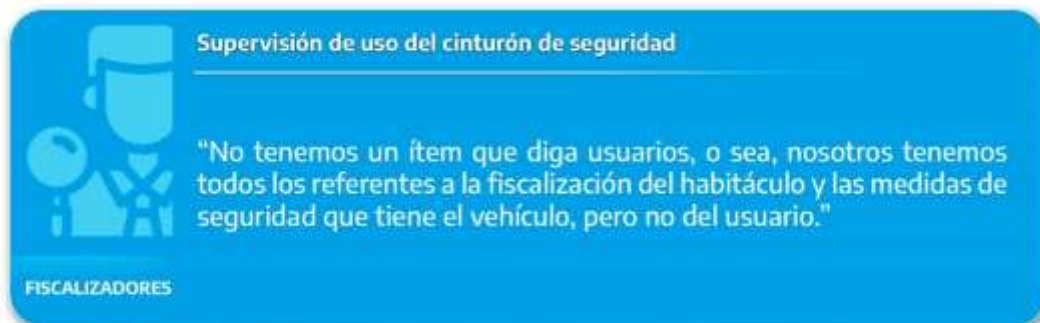 Supervisión de uso del cinturón de seguridad
“No tenemos un ítem que diga usuarios, o sea, nosotros tenemos
todos los referentes a la fiscalización del habitáculo y las medidas de
seguridad que tiene el vehículo, pero no del usuario.”
FISCALIZADORES